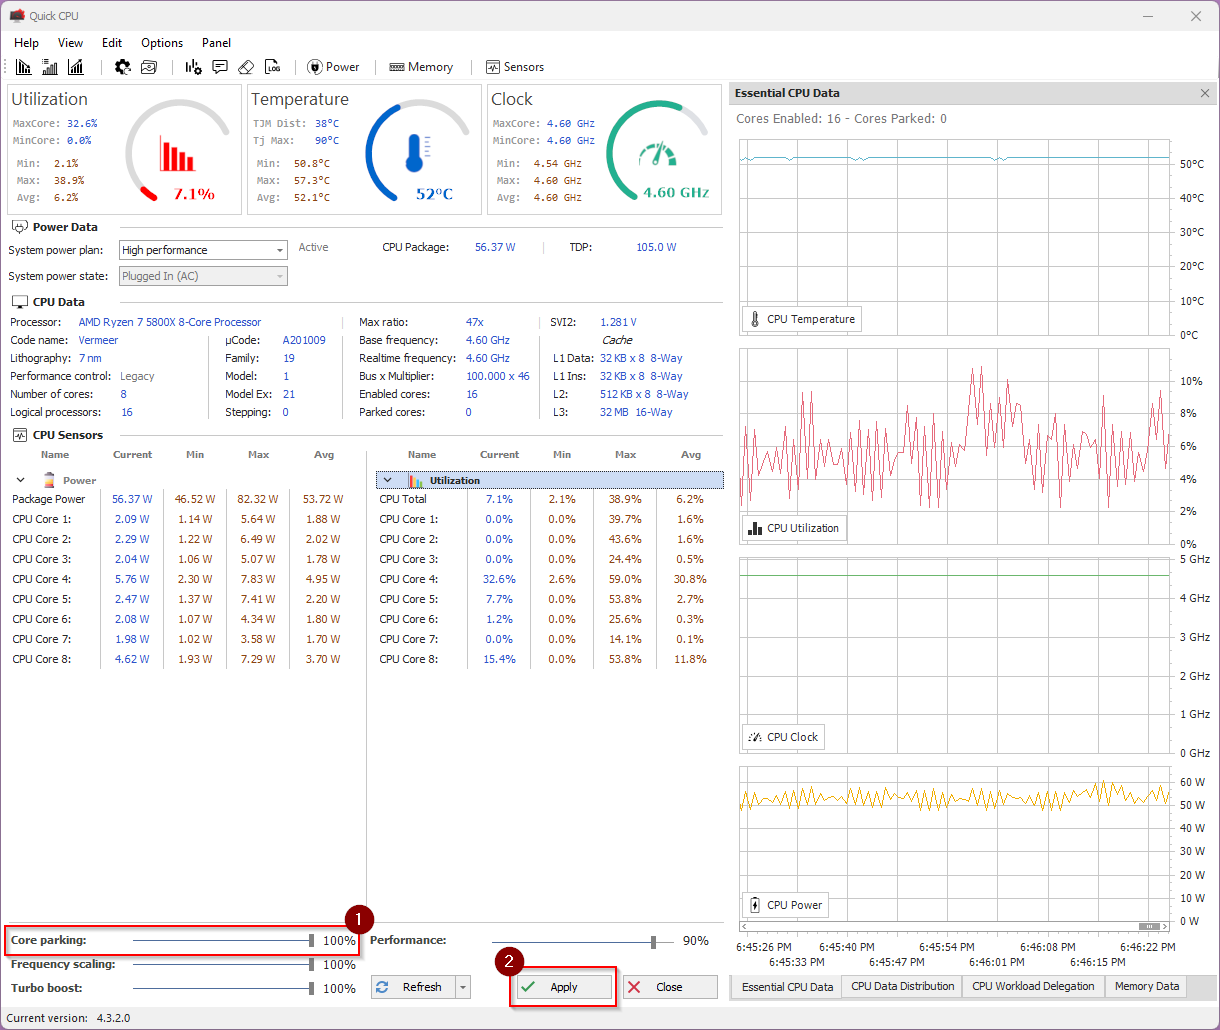 Quick CPU
Help View Edit Options Panel
LOG Power Memory Sensors
Utilization
MaxCore: 32.6%
MinCore: 0.0%
Min: 2.1%
Max: 38.9%
Avg: 6.2%
7.1%
Temperature
TJM Dist: 38°C
Tj Max: 90°C
Min: 50.8°C
Max: 57.3°C
Avg: 52.1°C
52°C
Clock
MaxCore: 4.60 GHz
MinCore: 4.60 GHz
Min: 4.54 GHz
Max: 4.60 GHz
Avg: 4.60 GHz
4.60 GHz
Power Data
System power plan: High performance Active CPU Package: 56.37 W TDP: 105.0 W
System power state: Plugged In (AC)
CPU Data
Processor: AMD Ryzen 7 5800X 8-Core Processor Max ratio: 47x SVI2: 1.281 V
Code name: Vermeer µCode: A201009 Base frequency: 4.60 GHz Cache
Lithography: 7 nm Family: 19 Realtime frequency: 4.60 GHz L1 Data: 32 KB x 8 8-Way
Performance control: Legacy Model: 1 Bus x Multiplier: 100.000 x 46 L1 Ins: 32 KB x 8 8-Way
Number of cores: 8 Model Ex: 21 Enabled cores: 16 L2: 512 KB x 8 8-Way
Logical processors: 16 Stepping: 0 Parked cores: 0 L3: 32 MB 16-Way
CPU Sensors
Name Current Min Max Avg
Power
Package Power 56.37 W 46.52 W 82.32 W 53.72 W
CPU Core 1: 2.09 W 1.14 W 5.64 W 1.88 W
CPU Core 2: 2.29 W 1.22 W 6.49 W 2.02 W
CPU Core 3: 2.04 W 1.06 W 5.07 W 1.78 W
CPU Core 4: 5.76 W 2.30 W 7.83 W 4.95 W
CPU Core 5: 2.47 W 1.37 W 7.41 W 2.20 W
CPU Core 6: 2.08 W 1.07 W 4.34 W 1.80 W
CPU Core 7: 1.98 W 1.02 W 3.58 W 1.70 W
CPU Core 8: 4.62 W 1.93 W 7.29 W 3.70 W
Name Current Min Max Avg
Utilization
CPU Total 7.1% 2.1% 38.9% 6.2%
CPU Core 1: 0.0% 0.0% 39.7% 1.6%
CPU Core 2: 0.0% 0.0% 43.6% 1.6%
CPU Core 3: 0.0% 0.0% 24.4% 0.5%
CPU Core 4: 32.6% 2.6% 59.0% 30.8%
CPU Core 5: 7.7% 0.0% 53.8% 2.7%
CPU Core 6: 1.2% 0.0% 25.6% 0.3%
CPU Core 7: 0.0% 0.0% 14.1% 0.1%
CPU Core 8: 15.4% 0.0% 53.8% 11.8%
1
Core parking: 100% Performance: 90%
Frequency scaling: 100%
2
Turbo boost: 100% Refresh Apply Close
Current version: 4.3.2.0
Essential CPU Data
Cores Enabled: 16 - Cores Parked: 0
50°C
40°C
30°C
20°C
10°C
CPU Temperature
0°C
10%
8%
6%
4%
2%
CPU Utilization
0%
5 GHz
4 GHz
3 GHz
2 GHz
1 GHz
CPU Clock
0 GHz
60 W
50 W
40 W
30 W
20 W
10 W
CPU Power
0 W
6:45:26 PM 6:45:40 PM 6:45:54 PM 6:46:08 PM 6:46:22 PM
6:45:33 PM 6:45:47 PM 6:46:01 PM 6:46:15 PM
Essential CPU Data CPU Data Distribution CPU Workload Delegation Memory Data